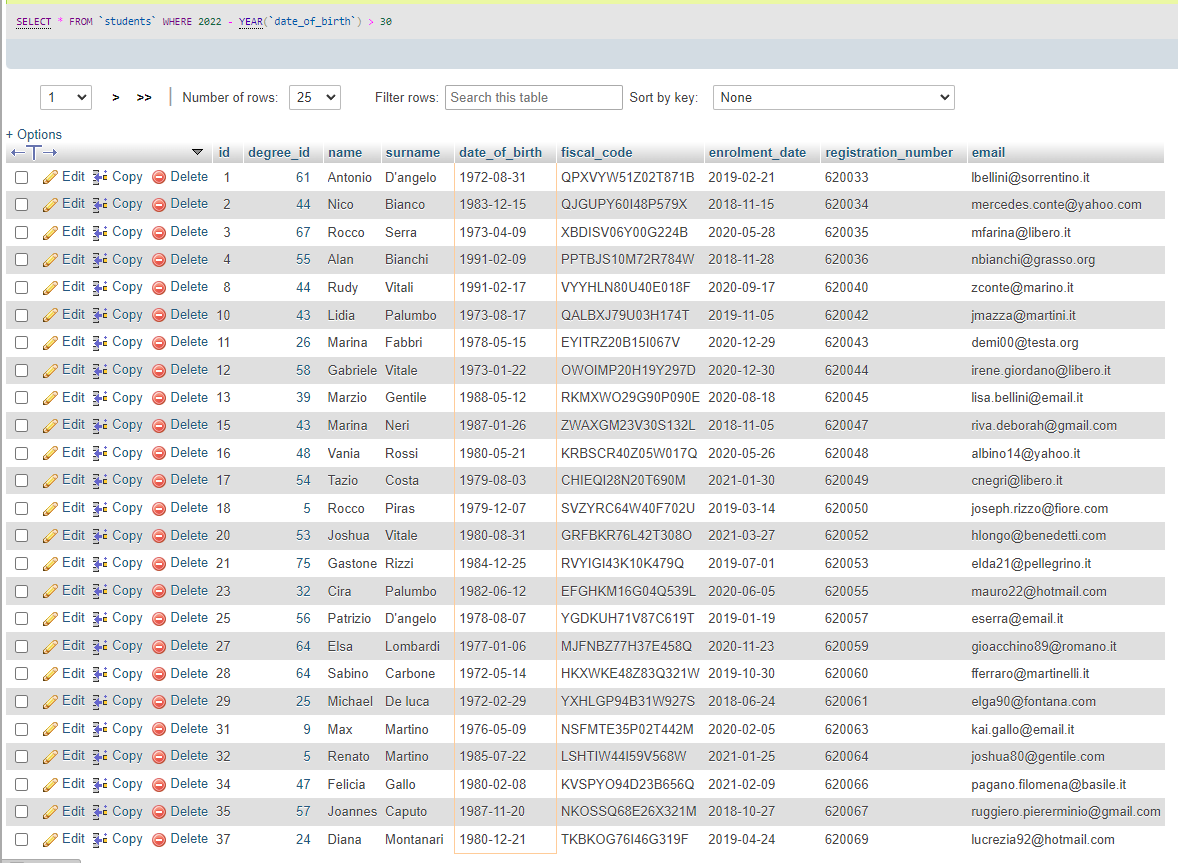 SELECT * FROM `students` WHERE 2022 - YEAR(`date_of_birth`) > 30
1 > >> | Number of rows: 25 Filter rows: Search this table Sort by key: None
+ Options
←T→ id degree_id name surname date_of_birth fiscal_code enrolment_date registration_number email
Edit Copy Delete 1 61 Antonio D'angelo 1972-08-31 QPXVYW51Z02T871B 2019-02-21 620033 lbellini@sorrentino.it
Edit Copy Delete 2 44 Nico Bianco 1983-12-15 QJGUPY60I48P579X 2018-11-15 620034 mercedes.conte@yahoo.com
Edit Copy Delete 3 67 Rocco Serra 1973-04-09 XBDISV06Y00G224B 2020-05-28 620035 mfarina@libero.it
Edit Copy Delete 4 55 Alan Bianchi 1991-02-09 PPTBJS10M72R784W 2018-11-28 620036 nbianchi@grasso.org
Edit Copy Delete 8 44 Rudy Vitali 1991-02-17 VYYHLN80U40E018F 2020-09-17 620040 zconte@marino.it
Edit Copy Delete 10 43 Lidia Palumbo 1973-08-17 QALBXJ79U03H174T 2019-11-05 620042 jmazza@martini.it
Edit Copy Delete 11 26 Marina Fabbri 1978-05-15 EYITRZ20B15I067V 2020-12-29 620043 demi00@testa.org
Edit Copy Delete 12 58 Gabriele Vitale 1973-01-22 OWOIMP20H19Y297D 2020-12-30 620044 irene.giordano@libero.it
Edit Copy Delete 13 39 Marzio Gentile 1988-05-12 RKMXWO29G90P090E 2020-08-18 620045 lisa.bellini@email.it
Edit Copy Delete 15 43 Marina Neri 1987-01-26 ZWAXGM23V30S132L 2018-11-05 620047 riva.deborah@gmail.com
Edit Copy Delete 16 48 Vania Rossi 1980-05-21 KRBSCR40Z05W017Q 2020-05-26 620048 albino14@yahoo.it
Edit Copy Delete 17 54 Tazio Costa 1979-08-03 CHIEQI28N20T690M 2021-01-30 620049 cnegri@libero.it
Edit Copy Delete 18 5 Rocco Piras 1979-12-07 SVZYRC64W40F702U 2019-03-14 620050 joseph.rizzo@fiore.com
Edit Copy Delete 20 53 Joshua Vitale 1980-08-31 GRFBKR76L42T308O 2021-03-27 620052 hlongo@benedetti.com
Edit Copy Delete 21 75 Gastone Rizzi 1984-12-25 RVYIGI43K10K479Q 2019-07-01 620053 elda21@pellegrino.it
Edit Copy Delete 23 32 Cira Palumbo 1982-06-12 EFGHKM16G04Q539L 2020-06-05 620055 mauro22@hotmail.com
Edit Copy Delete 25 56 Patrizio D'angelo 1978-08-07 YGDKUH71V87C619T 2019-01-19 620057 eserra@email.it
Edit Copy Delete 27 64 Elsa Lombardi 1977-01-06 MJFNBZ77H37E458Q 2020-11-23 620059 gioacchino89@romano.it
Edit Copy Delete 28 64 Sabino Carbone 1972-05-14 HKXWKE48Z83Q321W 2019-10-30 620060 fferraro@martinelli.it
Edit Copy Delete 29 25 Michael De luca 1972-02-29 YXHLGP94B31W927S 2018-06-24 620061 elga90@fontana.com
Edit Copy Delete 31 9 Max Martino 1976-05-09 NSFMTE35P02T442M 2020-02-05 620063 kai.gallo@email.it
Edit Copy Delete 32 5 Renato Martino 1985-07-22 LSHTIW44I59V568W 2021-01-25 620064 joshua80@gentile.com
Edit Copy Delete 34 47 Felicia Gallo 1980-02-08 KVSPYO94D23B656Q 2021-02-09 620066 pagano.filomena@basile.it
Edit Copy Delete 35 57 Joannes Caputo 1987-11-20 NKOSSQ68E26X321M 2018-10-27 620067 ruggiero.piererminio@gmail.com
Edit Copy Delete 37 24 Diana Montanari 1980-12-21 TKBKOG76I46G319F 2019-04-24 620069 lucrezia92@hotmail.com